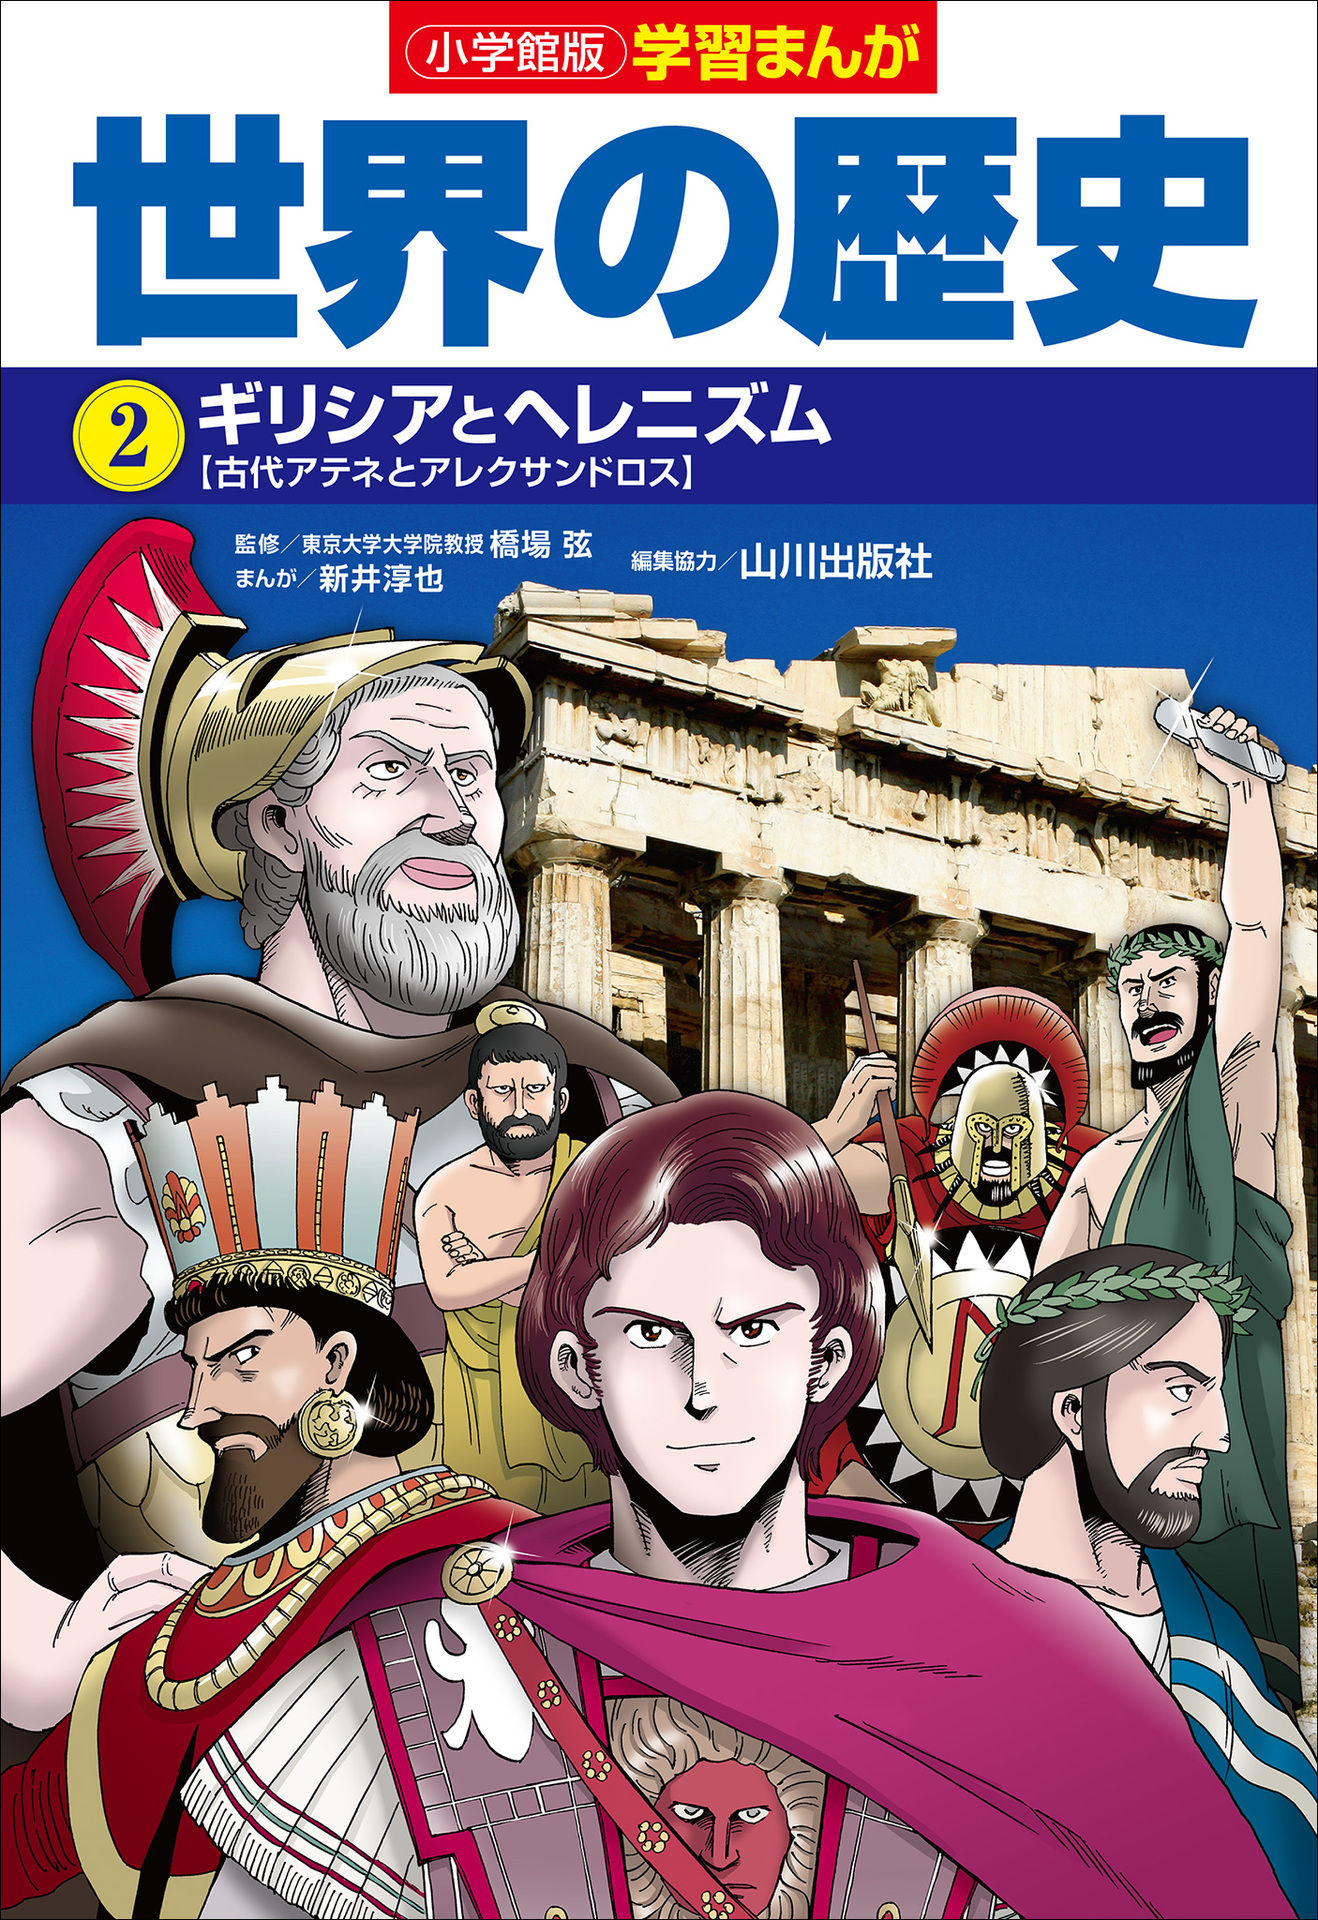 小学館版 学習まんが
世界の歴史
2 ギリシアとヘレニズム
【古代アテネとアレクサンドロス】
監修／東京大学大学院教授 橋場 弦
まんが／新井淳也
編集協力／山川出版社